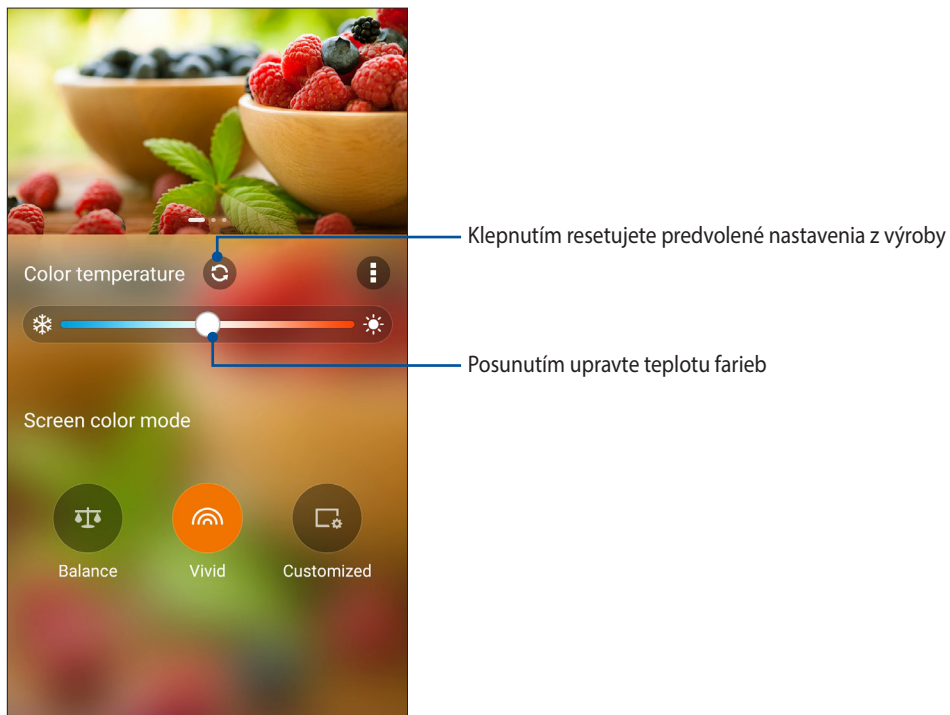 Klepnutím resetujete predvolené nastavenia z výroby
Color temperature
Posunutím upravte teplotu farieb
Screen color mode
Balance
Vivid
Customized